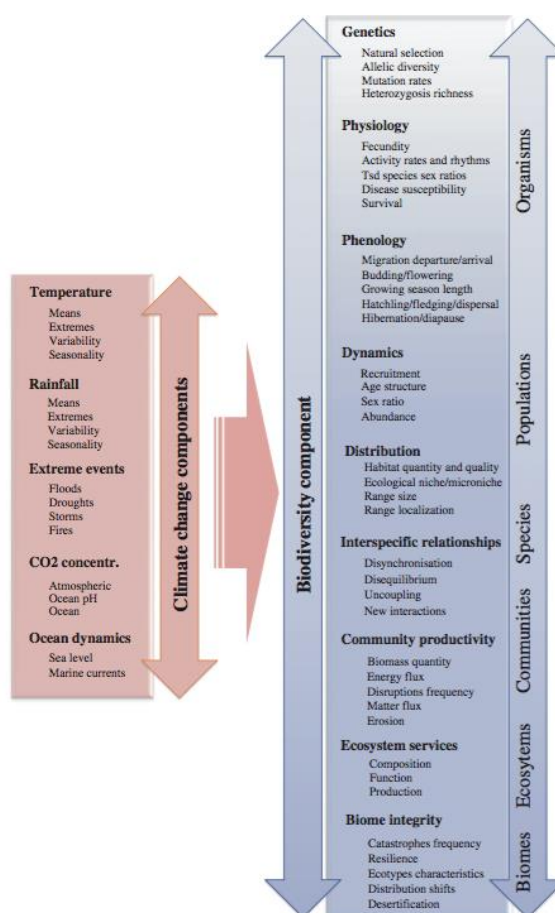 Temperature
Means
Extremes
Variability
Seasonality
Rainfall
Means
Extremes
Variability
Seasonality
Extreme events
Floods
Droughts
Storms
Fires
CO2 concentr.
Atmospheric
Ocean pH
Ocean
Ocean dynamics
Sea level
Marine currents
Climate change components
Biodiversity component
Genetics
Natural selection
Allelic diversity
Mutation rates
Heterozygosis richness
Physiology
Fecundity
Activity rates and rhythms
Tsd species sex ratios
Disease susceptibility
Survival
Phenology
Migration departure/arrival
Budding/flowering
Growing season length
Hatchling/fledging/dispersal
Hibernation/diapause
Dynamics
Recruitment
Age structure
Sex ratio
Abundance
Distribution
Habitat quantity and quality
Ecological niche/microniche
Range size
Range localization
Interspecific relationships
Disynchronisation
Disequilibrium
Uncoupling
New interactions
Community productivity
Biomass quantity
Energy flux
Disruptions frequency
Matter flux
Erosion
Ecosystem services
Composition
Function
Production
Biome integrity
Catastrophes frequency
Resilience
Ecotypes characteristics
Distribution shifts
Desertification
Organisms
Populations
Species
Communities
Ecosytems
Biomes